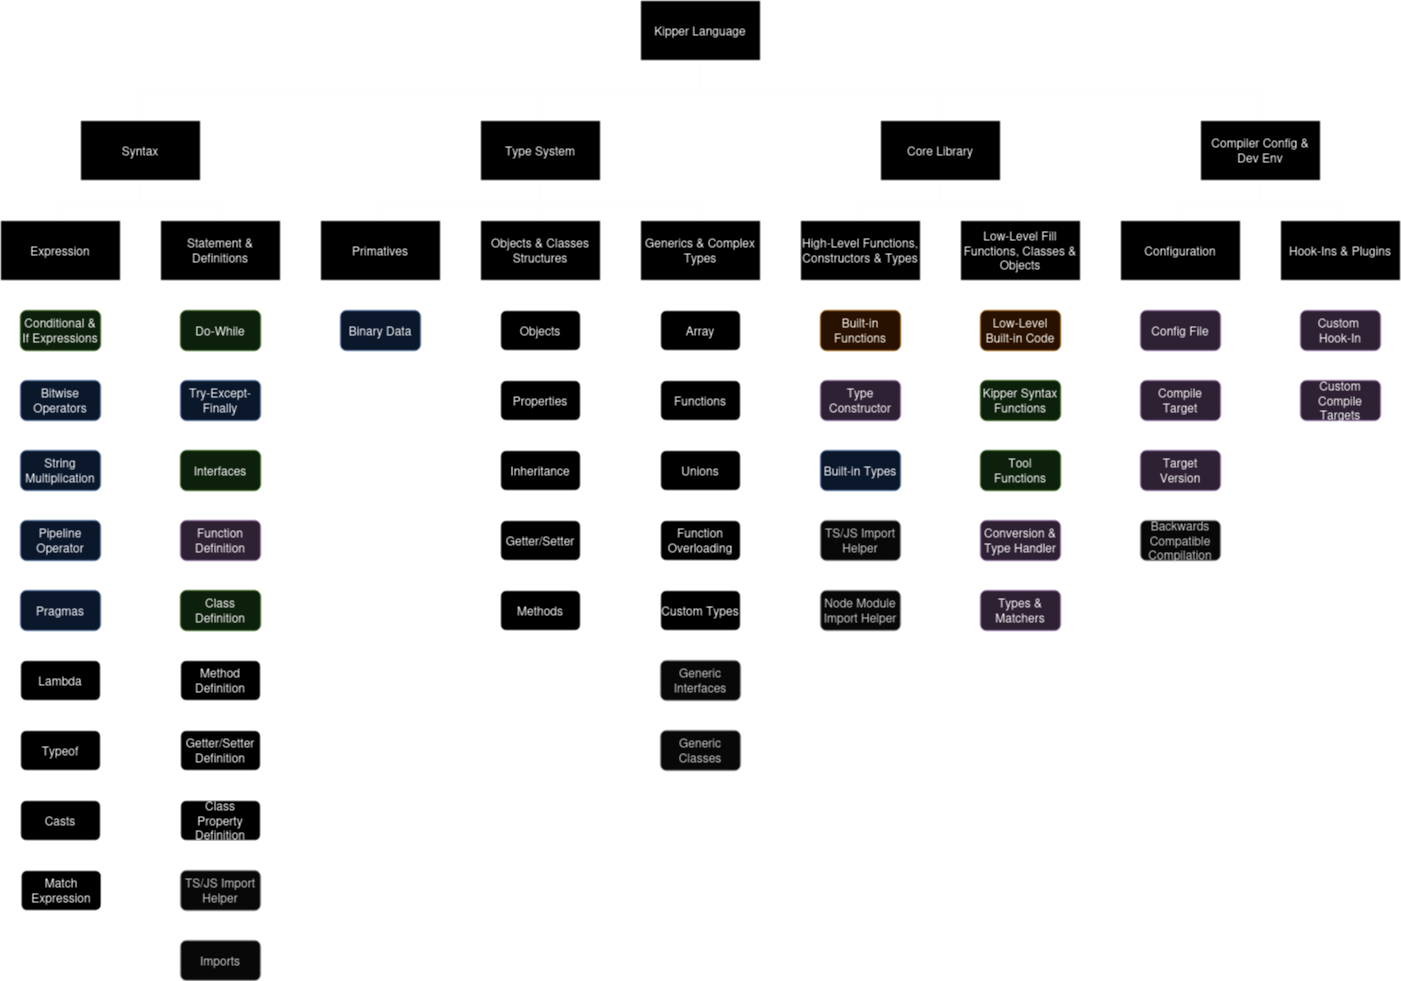 Kipper Language
Syntax
Type System
Core Library
Compiler Config &
Dev Env
Expression
Statement &
Definitions
Primatives
Objects & Classes
Structures
Generics & Complex
Types
High-Level Functions,
Constructors & Types
Low-Level Fill
Functions, Classes &
Objects
Configuration
Hook-Ins & Plugins
Conditional &
If Expressions
Do-While
Binary Data
Objects
Array
Built-in
Functions
Low-Level
Built-in Code
Config File
Custom
Hook-In
Bitwise
Operators
Try-Except-
Finally
Properties
Functions
Type
Constructor
Kipper Syntax
Functions
Compile
Target
Custom
Compile
Targets
String
Multiplication
Interfaces
Inheritance
Unions
Built-in Types
Tool
Functions
Target
Version
Pipeline
Operator
Function
Definition
Getter/Setter
Function
Overloading
TS/JS Import
Helper
Conversion &
Type Handler
Backwards
Compatible
Compilation
Pragmas
Class
Definition
Methods
Custom Types
Node Module
Import Helper
Types &
Matchers
Lambda
Method
Definition
Generic
Interfaces
Typeof
Getter/Setter
Definition
Generic
Classes
Casts
Class
Property
Definition
Match
Expression
TS/JS Import
Helper
Imports